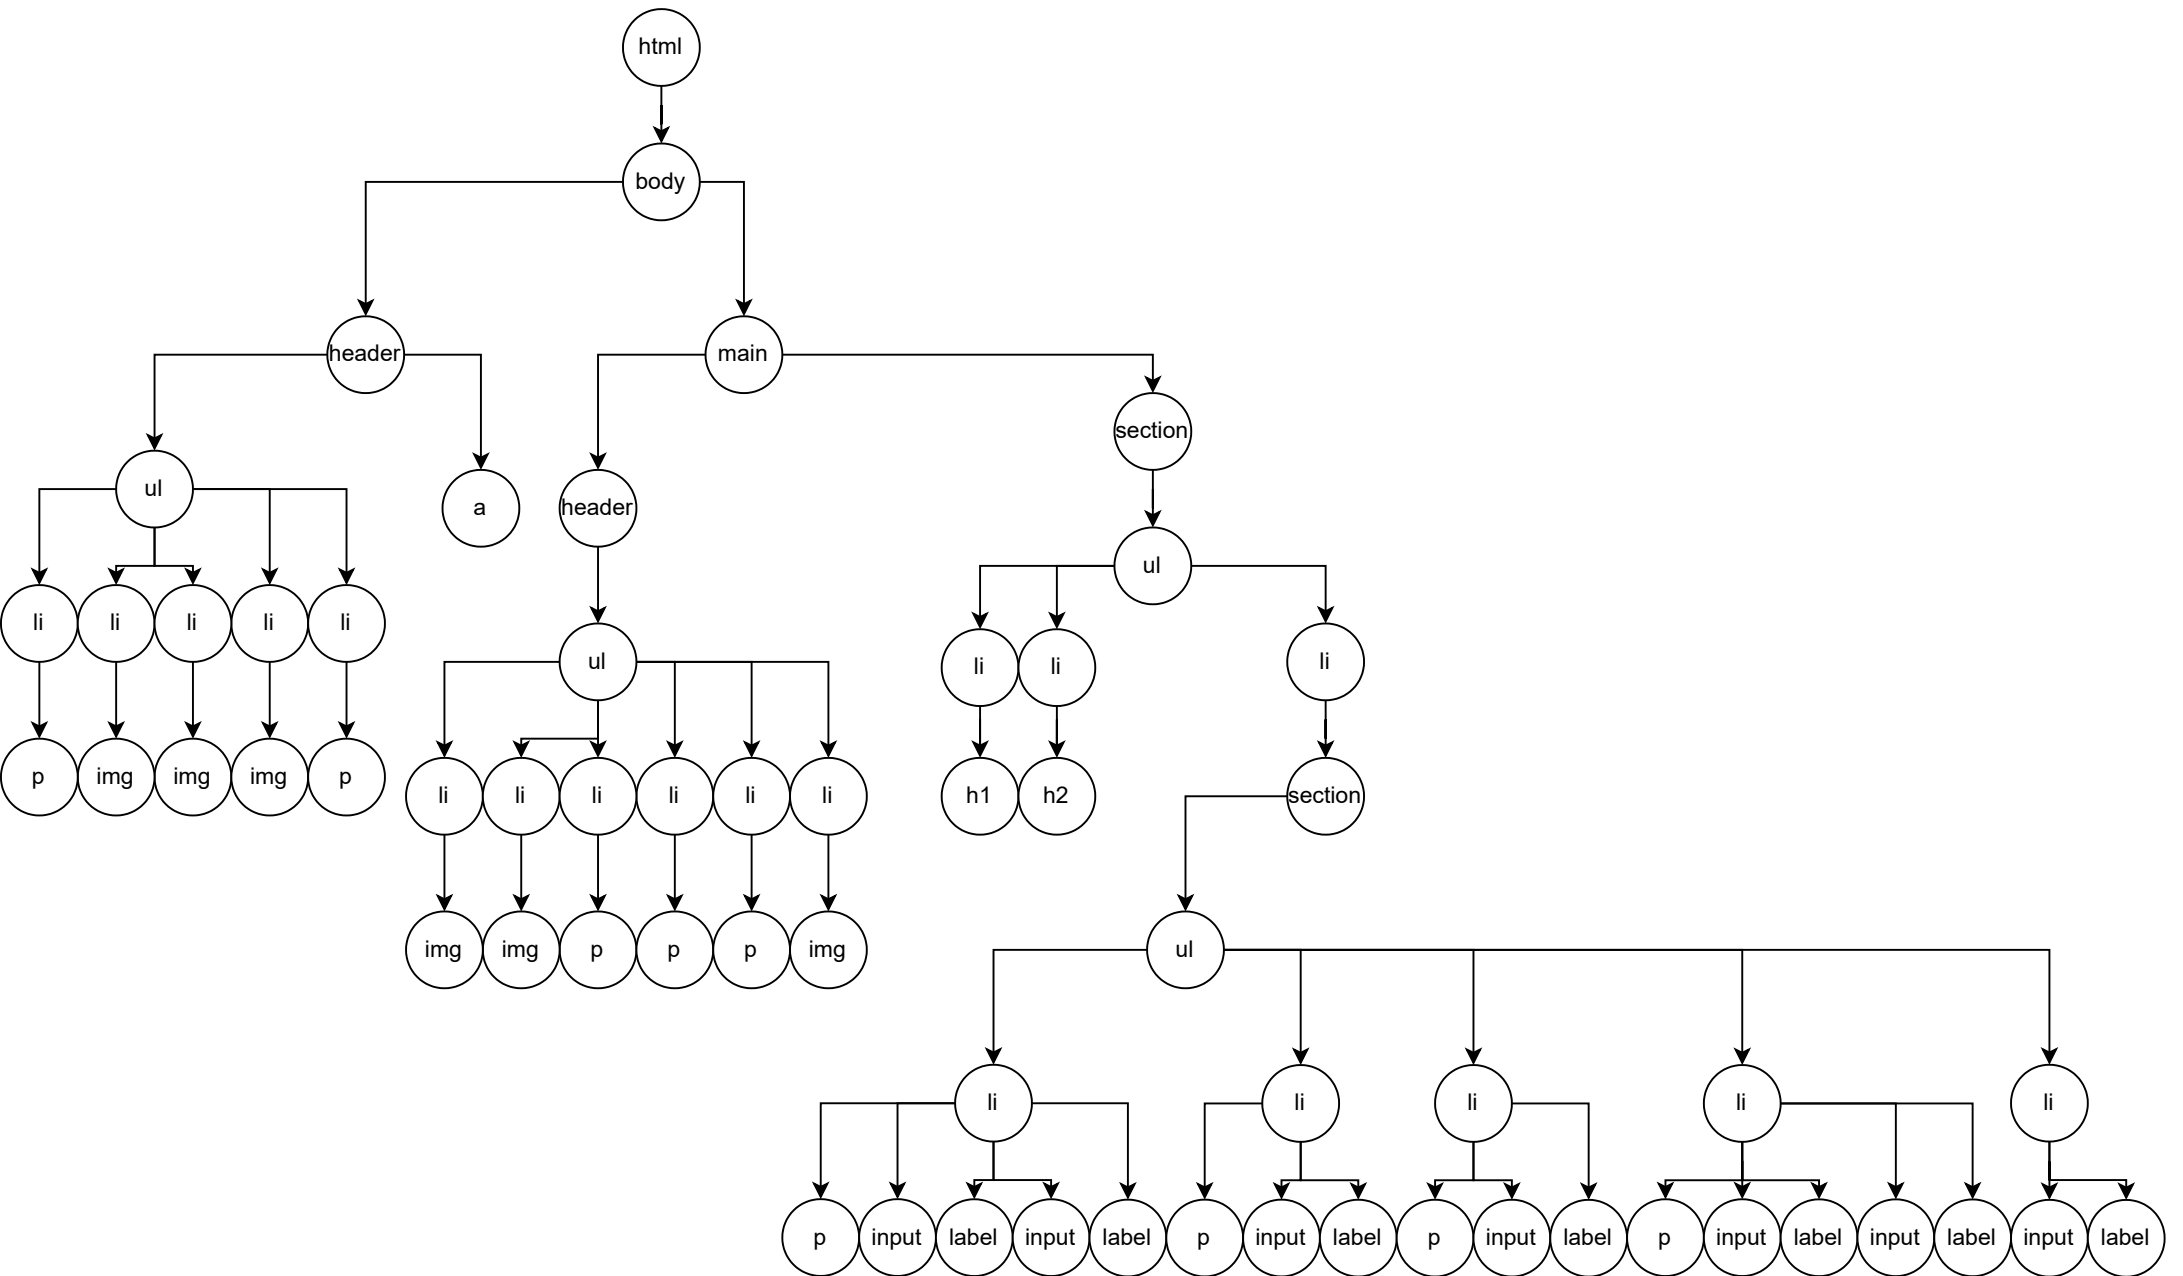 html
body
header
main
section
ul
a
header
ul
li
li
li
li
li
ul
li
li
li
p
img
img
img
p
li
li
li
li
li
li
h1
h2
section
img
img
p
p
p
img
ul
li
li
li
li
li
p
input
label
input
label
p
input
label
p
input
label
p
input
label
input
label
input
label